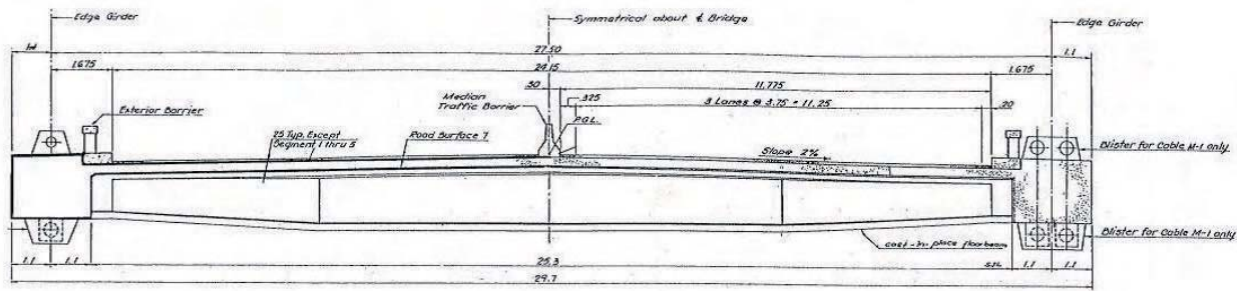 Edge Girder
Symmetrical about ℄ Bridge
Edge Girder
27.50
1.1
1.675
24.15
1.675
.30
11.775
Exterior Barrier
Median
Traffic Barrier
.325
3 Lanes @ 3.75 = 11.25
.20
P.G.L.
.25 Typ. Except
Segment 1 thru 5
Road Surface 7
Slope 2%
Blister for Cable M-1 only
Blister for Cable M-1 only
cast-in-place floorbeam
1.1
1.1
25.3
1.1
1.1
29.7